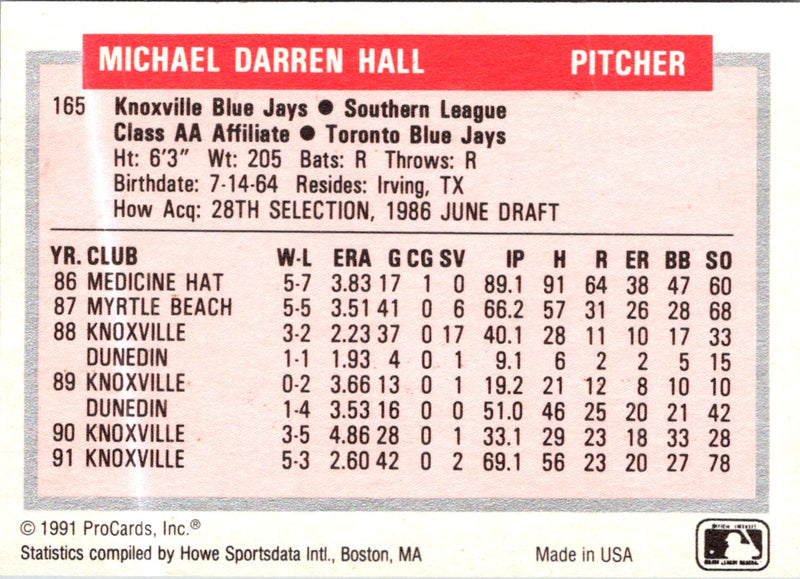 MICHAEL DARREN HALL PITCHER
165 Knoxville Blue Jays ● Southern League
Class AA Affiliate ● Toronto Blue Jays
Ht: 6'3" Wt: 205 Bats: R Throws: R
Birthdate: 7-14-64 Resides: Irving, TX
How Acq: 28TH SELECTION, 1986 JUNE DRAFT
YR. CLUB W-L ERA G CG SV IP H R ER BB SO
86 MEDICINE HAT 5-7 3.83 17 1 0 89.1 91 64 38 47 60
87 MYRTLE BEACH 5-5 3.51 41 0 6 66.2 57 31 26 28 68
88 KNOXVILLE 3-2 2.23 37 0 17 40.1 28 11 10 17 33
DUNEDIN 1-1 1.93 4 0 1 9.1 6 2 2 5 15
89 KNOXVILLE 0-2 3.66 13 0 1 19.2 21 12 8 10 10
DUNEDIN 1-4 3.53 16 0 0 51.0 46 25 20 21 42
90 KNOXVILLE 3-5 4.86 28 0 1 33.1 29 23 18 33 28
91 KNOXVILLE 5-3 2.60 42 0 2 69.1 56 23 20 27 78
© 1991 ProCards, Inc.®
Statistics compiled by Howe Sportsdata Intl., Boston, MA Made in USA